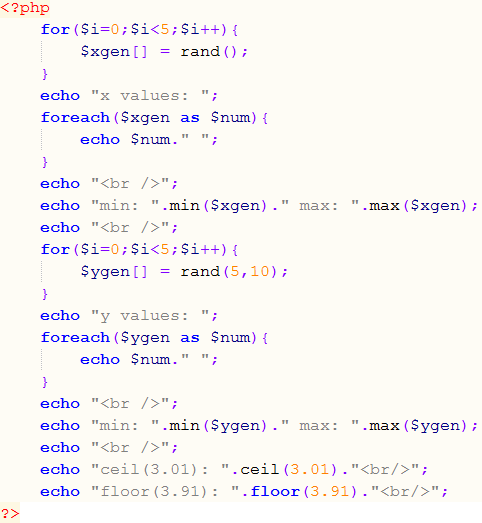 <?php
    for($i=0;$i<5;$i++){
        $xgen[] = rand();
    }
    echo "x values: ";
    foreach($xgen as $num){
        echo $num." ";
    }
    echo "<br />";
    echo "min: ".min($xgen)." max: ".max($xgen);
    echo "<br />";
    for($i=0;$i<5;$i++){
        $ygen[] = rand(5,10);
    }
    echo "y values: ";
    foreach($ygen as $num){
        echo $num." ";
    }
    echo "<br />";
    echo "min: ".min($ygen)." max: ".max($ygen);
    echo "<br />";
    echo "ceil(3.01): ".ceil(3.01)."<br/>";
    echo "floor(3.91): ".floor(3.91)."<br/>";
?>